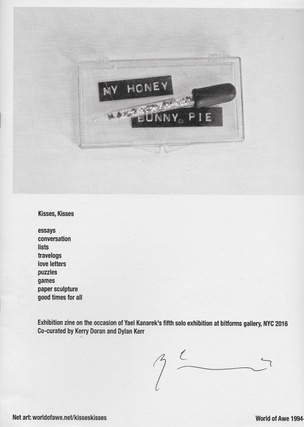 MY HONEY
BUNNY PIE
Kisses, Kisses
essays
conversation
lists
travelogs
love letters
puzzles
games
paper sculpture
good times for all
Exhibition zine on the occasion of Yael Kanarek's fifth solo exhibition at bitforms gallery, NYC 2016
Co-curated by Kerry Doran and Dylan Kerr
Net art: worldofawe.net/kisseskisses
World of Awe 1994-